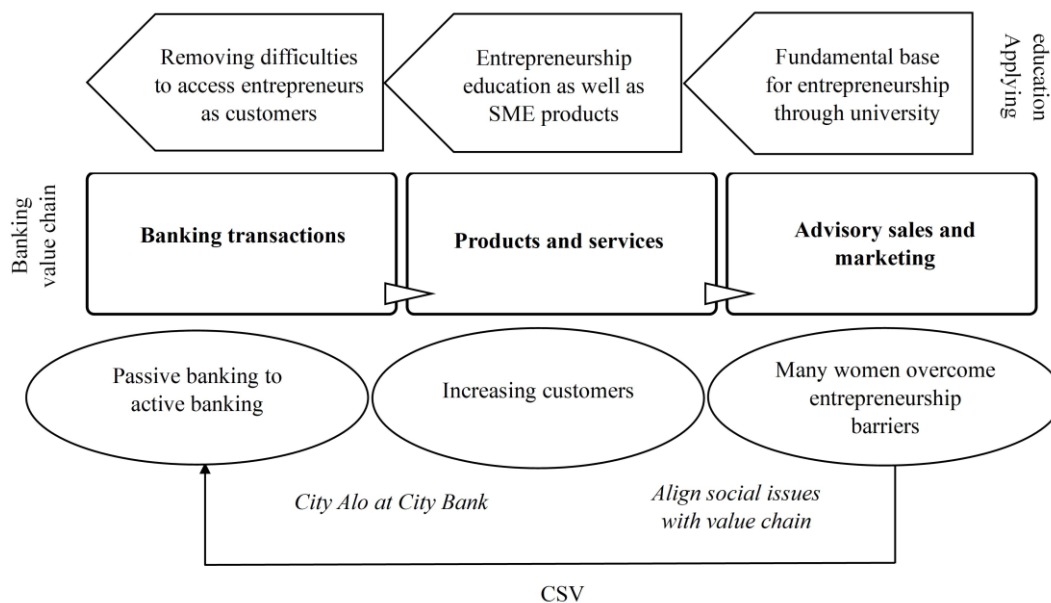 Removing difficulties
to access entrepreneurs
as customers
Entrepreneurship
education as well as
SME products
Fundamental base
for entrepreneurship
through university
Applying
education
Banking
value chain
Banking transactions
Products and services
Advisory sales and
marketing
Passive banking to
active banking
Increasing customers
Many women overcome
entrepreneurship
barriers
City Alo at City Bank
Align social issues
with value chain
CSV